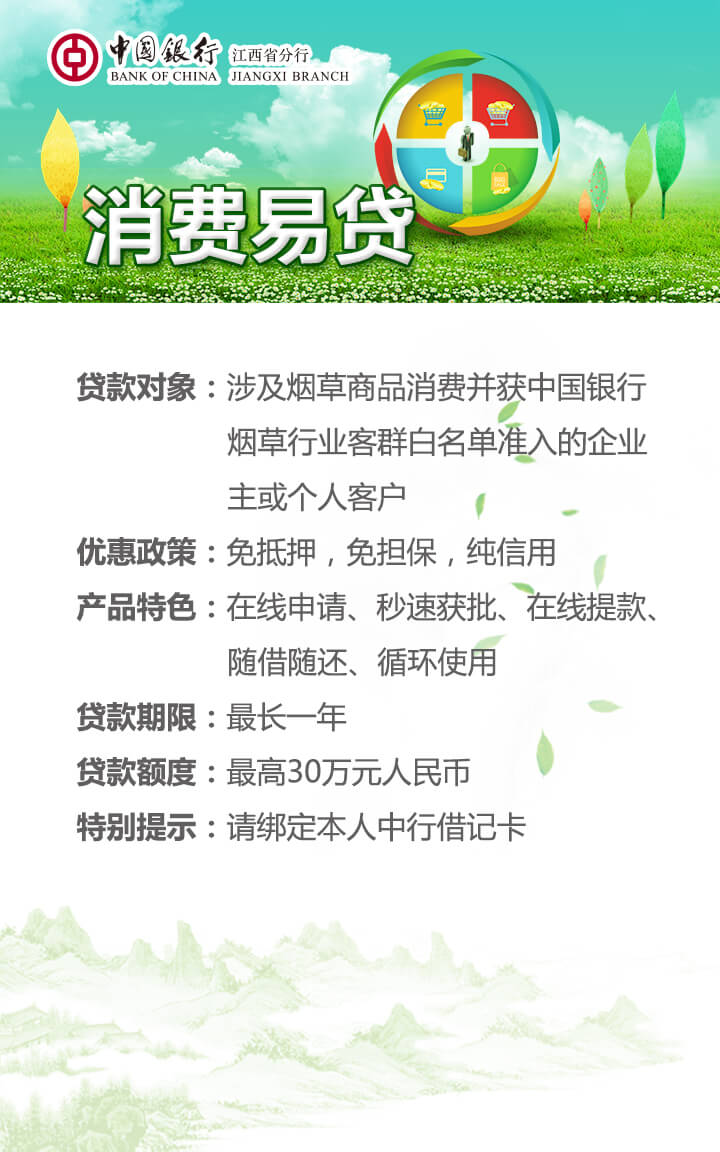 中国银行 江西省分行
BANK OF CHINA JIANGXI BRANCH
消费易贷
贷款对象：涉及烟草商品消费并获中国银行
烟草行业客群白名单准入的企业
主或个人客户
优惠政策：免抵押，免担保，纯信用
产品特色：在线申请、秒速获批、在线提款、
随借随还、循环使用
贷款期限：最长一年
贷款额度：最高30万元人民币
特别提示：请绑定本人中行借记卡